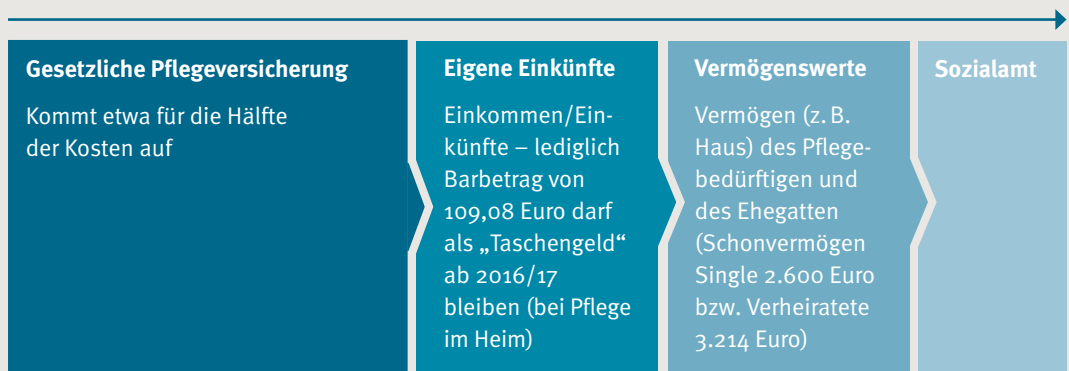 Gesetzliche Pflegeversicherung
Kommt etwa für die Hälfte
der Kosten auf
Eigene Einkünfte
Einkommen/Ein-
künfte – lediglich
Barbetrag von
109,08 Euro darf
als „Taschengeld“
ab 2016/17
bleiben (bei Pflege
im Heim)
Vermögenswerte
Vermögen (z. B.
Haus) des Pflege-
bedürftigen und
des Ehegatten
(Schonvermögen
Single 2.600 Euro
bzw. Verheiratete
3.214 Euro)
Sozialamt